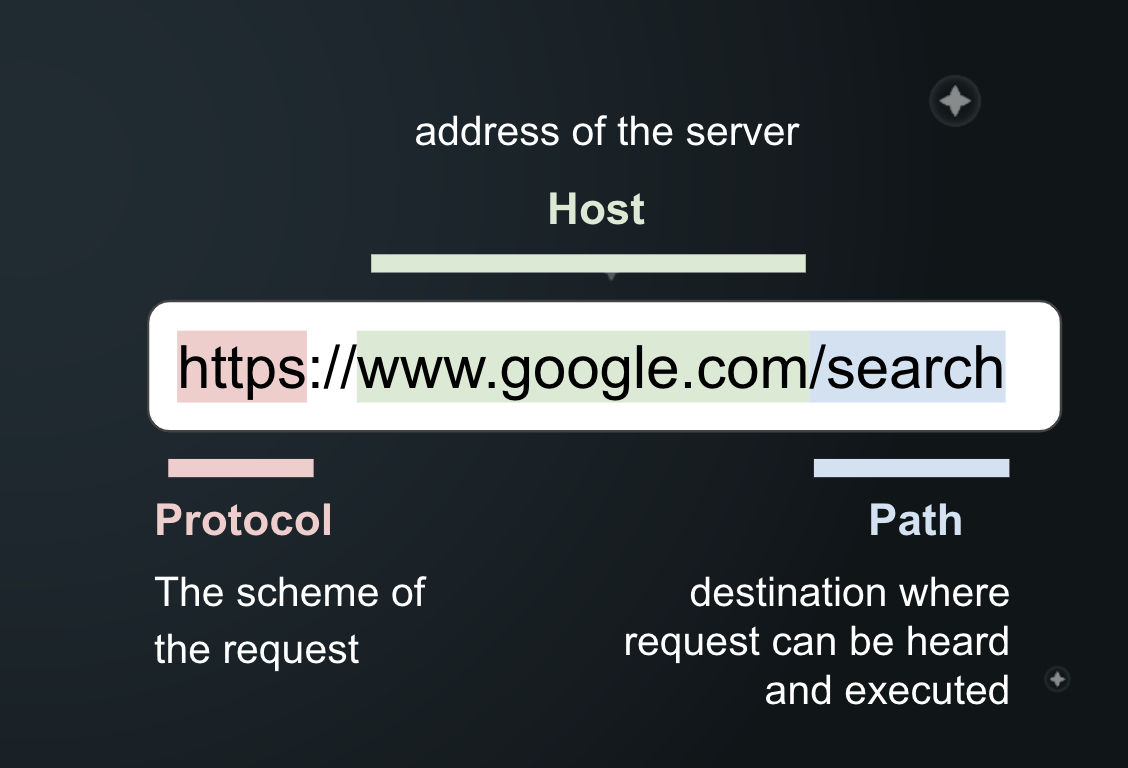 address of the server
Host
https://www.google.com/search
Protocol
The scheme of
the request
Path
destination where
request can be heard
and executed